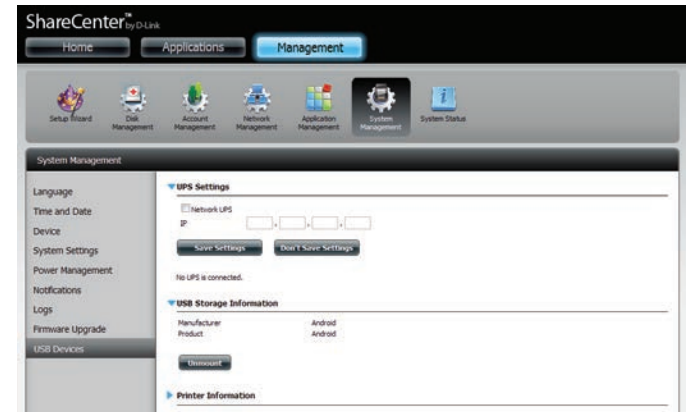 ShareCenter™ by D-Link
Home Applications Management
Setup Wizard Disk Management Account Management Network Management Application Management System Management System Status
System Management
Language
Time and Date
Device
System Settings
Power Management
Notifications
Logs
Firmware Upgrade
USB Devices
UPS Settings
Network UPS
IP
Save Settings Don't Save Settings
No UPS is connected.
USB Storage Information
Manufacturer Android
Product Android
Unmount
Printer Information